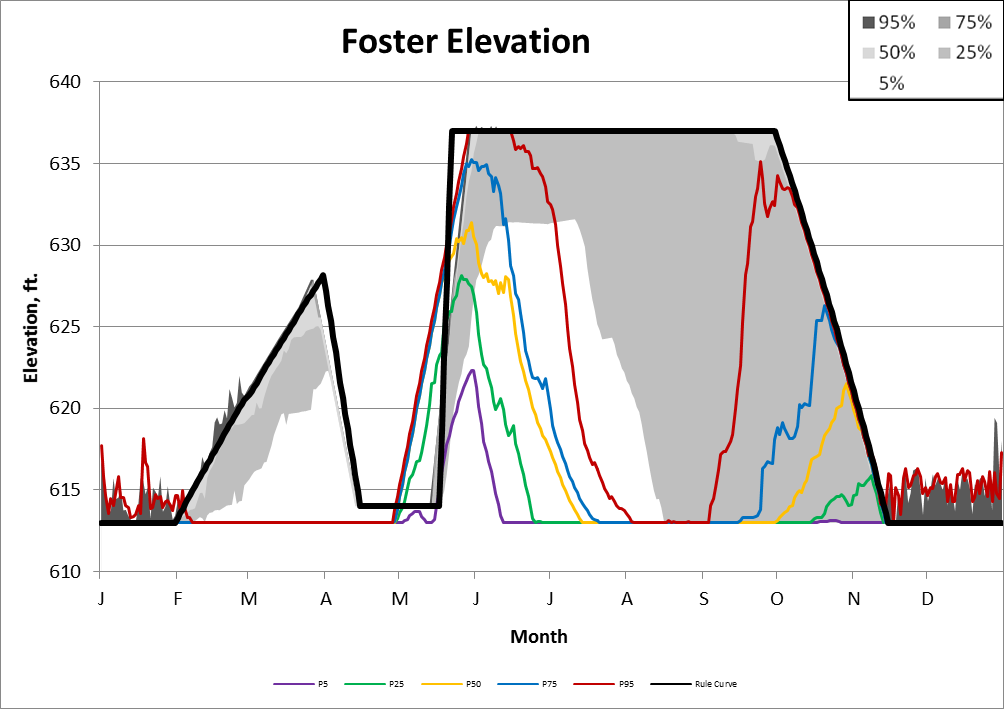 Foster Elevation
95% 75%
50% 25%
5%
640
635
630
625
620
615
610
Elevation, ft.
J F M A M J J A S O N D
Month
P5 P25 P50 P75 P95 Rule Curve